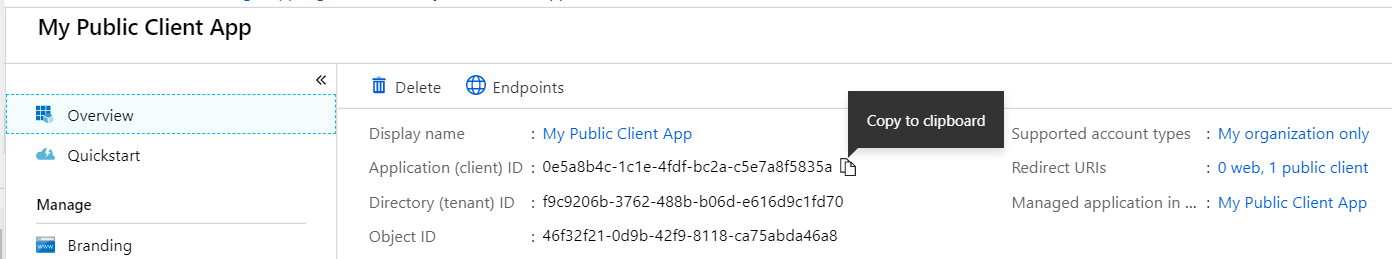 My Public Client App
«
Overview
Quickstart
Manage
Branding
Delete Endpoints
Copy to clipboard
Display name : My Public Client App
Application (client) ID : 0e5a8b4c-1c1e-4fdf-bc2a-c5e7a8f5835a
Directory (tenant) ID : f9c9206b-3762-488b-b06d-e616d9c1fd70
Object ID : 46f32f21-0d9b-42f9-8118-ca75abda46a8
Supported account types : My organization only
Redirect URIs : 0 web, 1 public client
Managed application in ... : My Public Client App